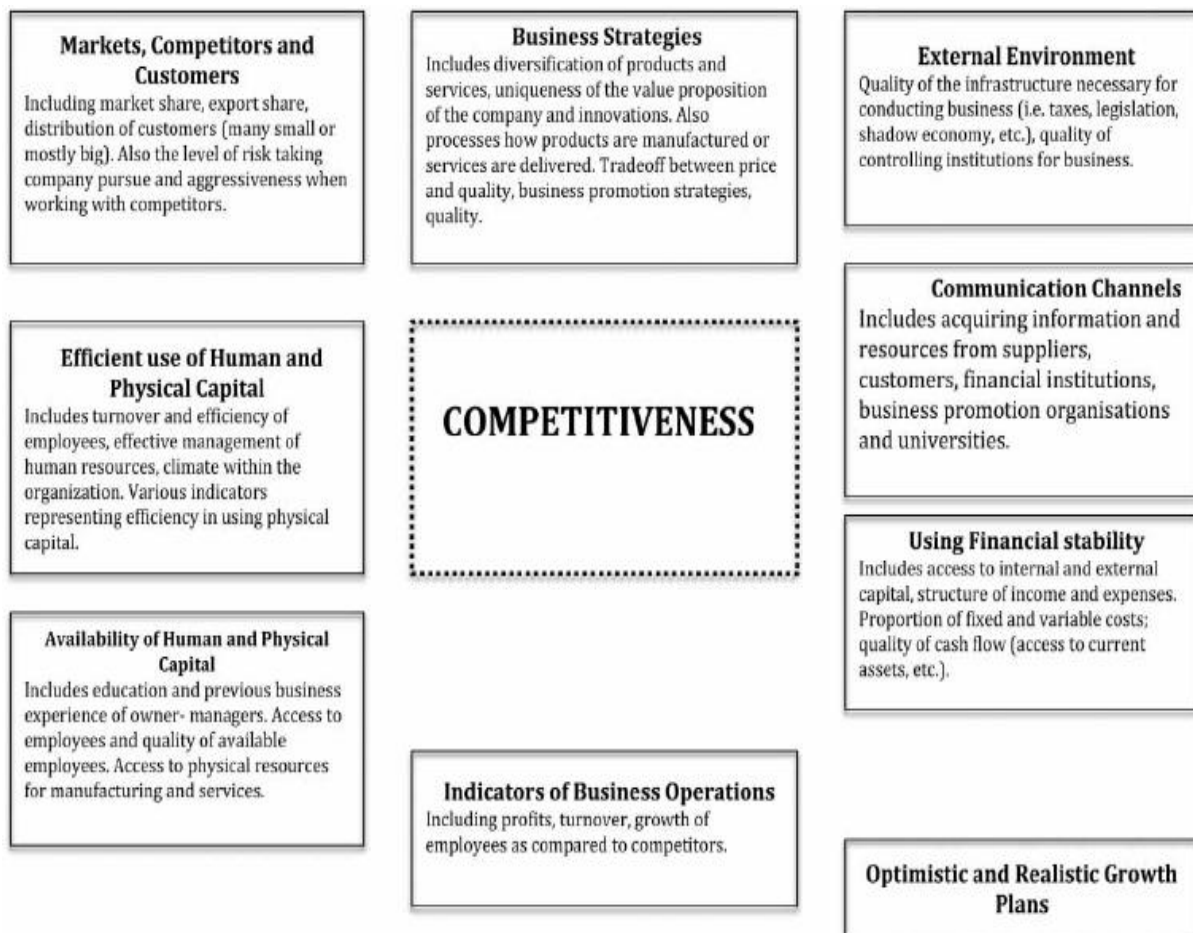 Markets, Competitors and
Customers
Including market share, export share,
distribution of customers (many small or
mostly big). Also the level of risk taking
company pursue and aggressiveness when
working with competitors.
Business Strategies
Includes diversification of products and
services, uniqueness of the value proposition
of the company and innovations. Also
processes how products are manufactured or
services are delivered. Tradeoff between price
and quality, business promotion strategies,
quality.
External Environment
Quality of the infrastructure necessary for
conducting business (i.e. taxes, legislation,
shadow economy, etc.), quality of
controlling institutions for business.
Communication Channels
Includes acquiring information and
resources from suppliers,
customers, financial institutions,
business promotion organisations
and universities.
Efficient use of Human and
Physical Capital
Includes turnover and efficiency of
employees, effective management of
human resources, climate within the
organization. Various indicators
representing efficiency in using physical
capital.
COMPETITIVENESS
Using Financial stability
Includes access to internal and external
capital, structure of income and expenses.
Proportion of fixed and variable costs;
quality of cash flow (access to current
assets, etc.).
Availability of Human and Physical
Capital
Includes education and previous business
experience of owner- managers. Access to
employees and quality of available
employees. Access to physical resources
for manufacturing and services.
Indicators of Business Operations
Including profits, turnover, growth of
employees as compared to competitors.
Optimistic and Realistic Growth
Plans